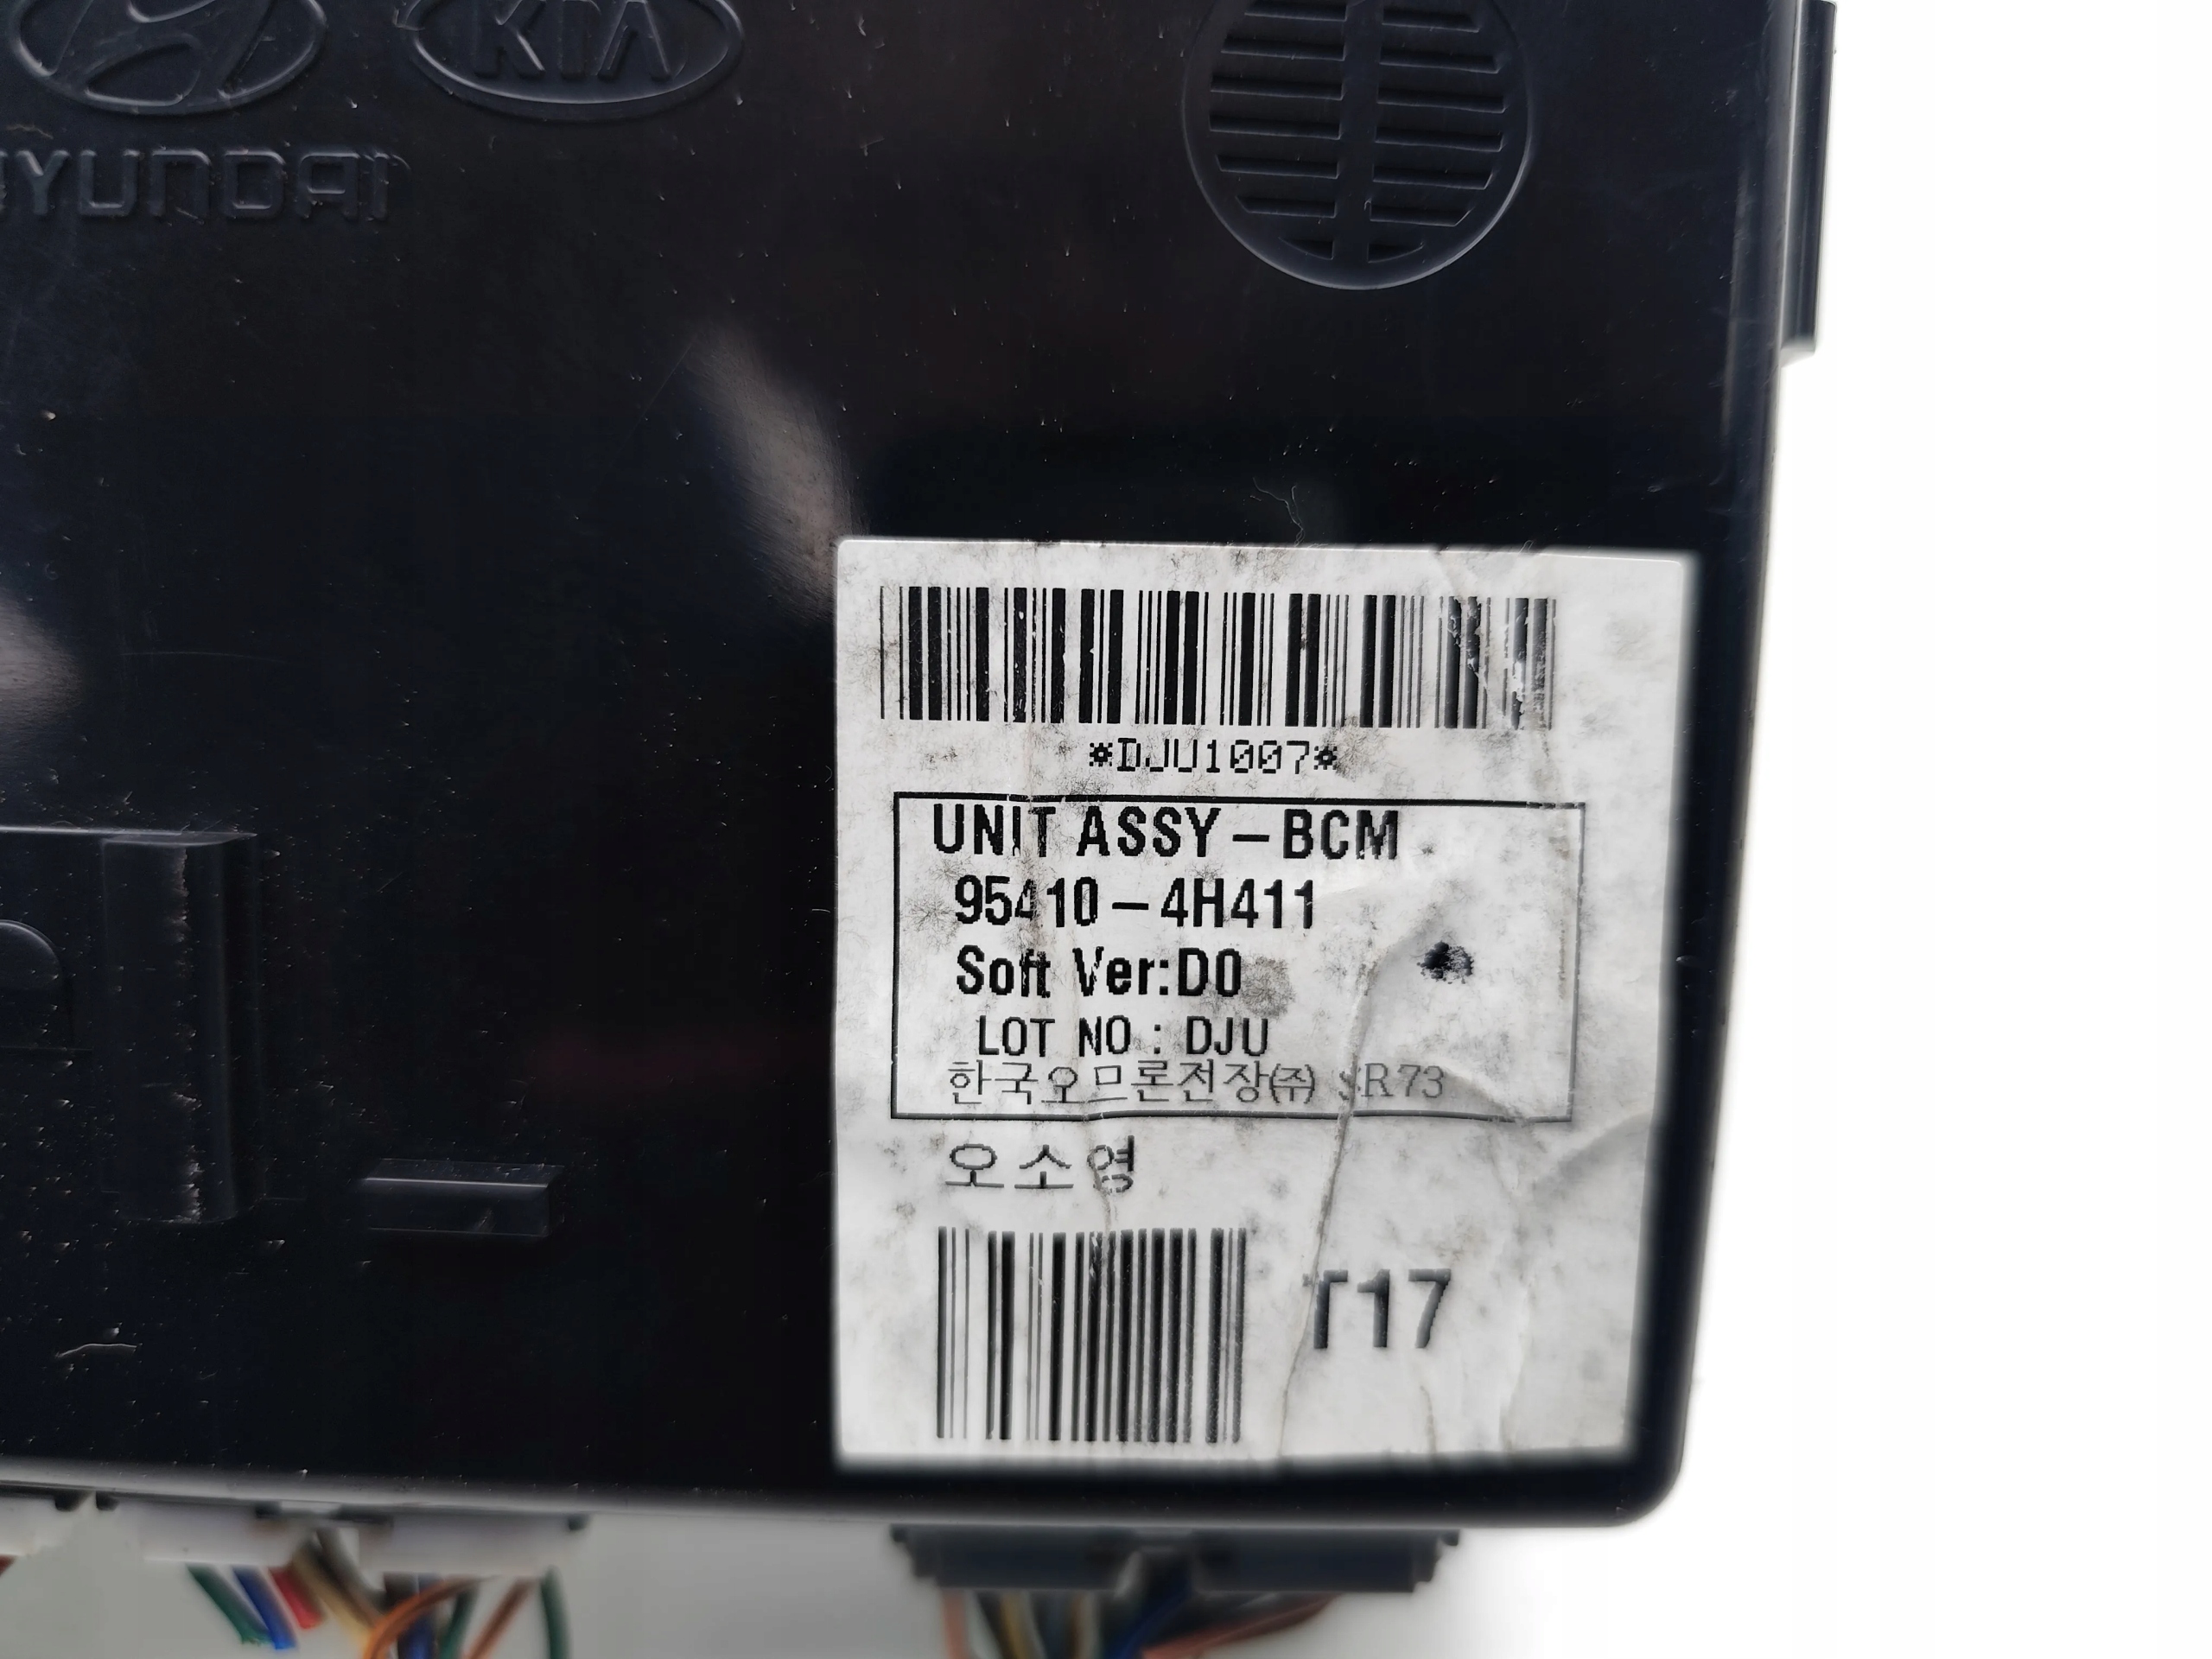 KIA
HYUNDAI
*DJU1007*
UNIT ASSY-BCM
95410-4H411
Soft Ver:D0
LOT NO : DJU
한국오므론전장㈜ SR73
오소영
T17